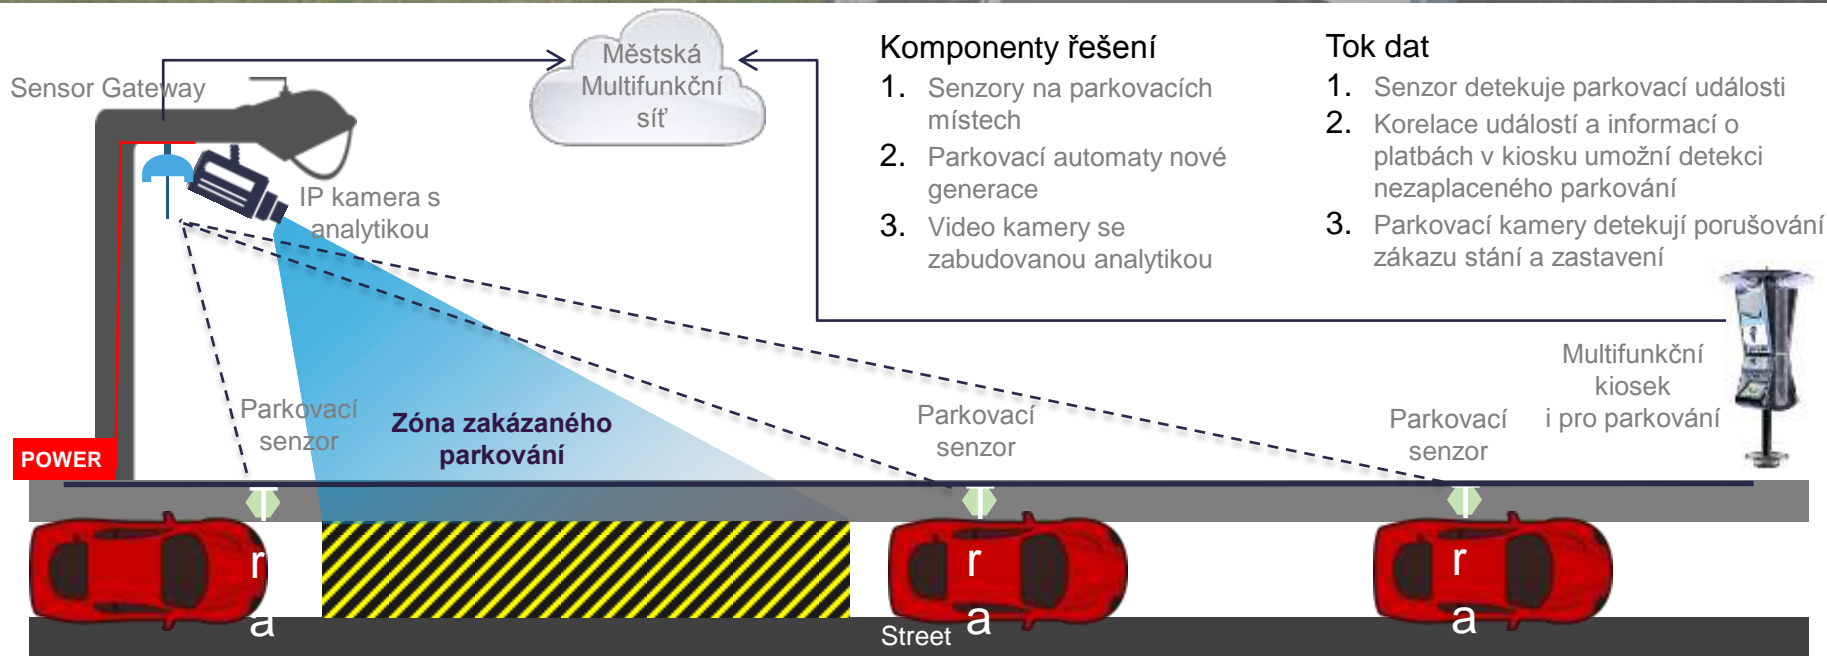 Sensor Gateway
Městská
Multifunkční
síť
IP kamera s
analytikou
Komponenty řešení
1. Senzory na parkovacích
místech
2. Parkovací automaty nové
generace
3. Video kamery se
zabudovanou analytikou
Tok dat
1. Senzor detekuje parkovací události
2. Korelace událostí a informací o
platbách v kiosku umožní detekci
nezaplaceného parkování
3. Parkovací kamery detekují porušování
zákazu stání a zastavení
Multifunkční
kiosek
i pro parkování
Parkovací
senzor
Zóna zakázaného
parkování
Parkovací
senzor
Parkovací
senzor
POWER
r
a
r
a
r
a
Street